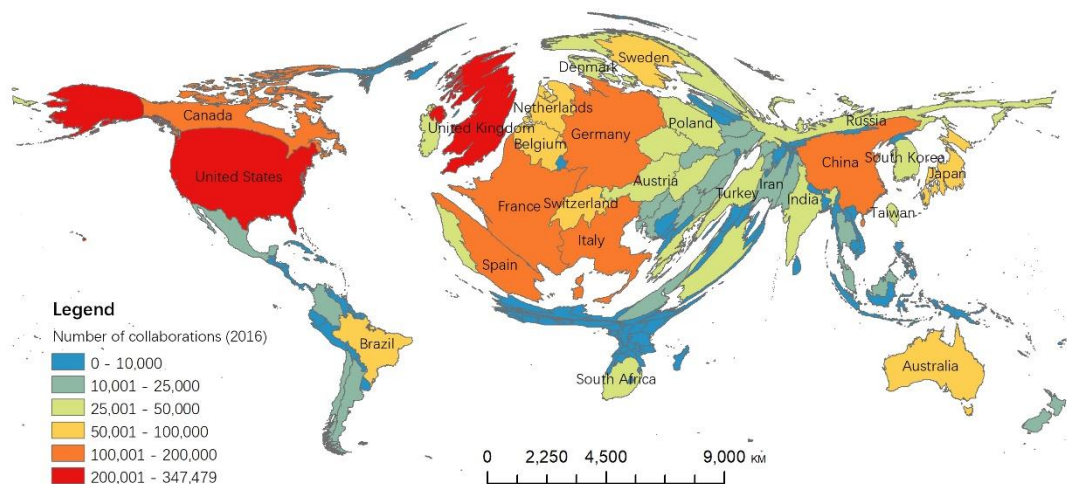 Sweden
Denmark
Netherlands
Canada
United Kingdom
Poland
Russia
Belgium
Germany
South Korea
China
United States
Austria
Iran
Japan
Turkey
India
France
Switzerland
Taiwan
Italy
Spain
Legend
Number of collaborations (2016)
Brazil
0 - 10,000
Australia
10,001 - 25,000
South Africa
25,001 - 50,000
50,001 - 100,000
100,001 - 200,000
200,001 - 347,479
0 2,250 4,500 9,000 KM